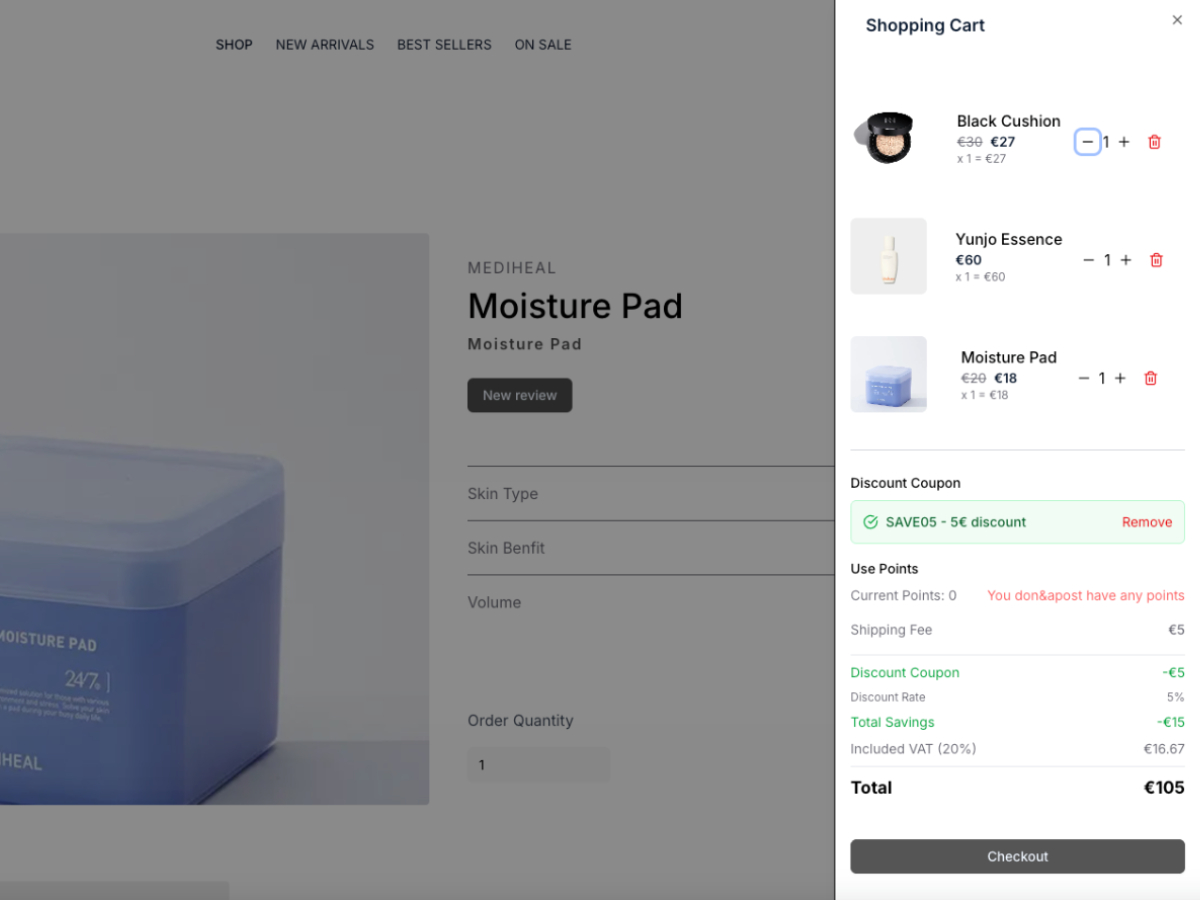 SHOP NEW ARRIVALS BEST SELLERS ON SALE
MEDIHEAL
Moisture Pad
Moisture Pad
New review
Skin Type
Skin Benfit
Volume
Order Quantity
1
MOISTURE PAD
24/7.
IHEAL
Shopping Cart
Black Cushion
€30 €27
x 1 = €27
1
Yunjo Essence
€60
x 1 = €60
1
Moisture Pad
€20 €18
x 1 = €18
1
Discount Coupon
SAVE05 - 5€ discount Remove
Use Points
Current Points: 0 You don&apost have any points
Shipping Fee €5
Discount Coupon -€5
Discount Rate 5%
Total Savings -€15
Included VAT (20%) €16.67
Total €105
Checkout